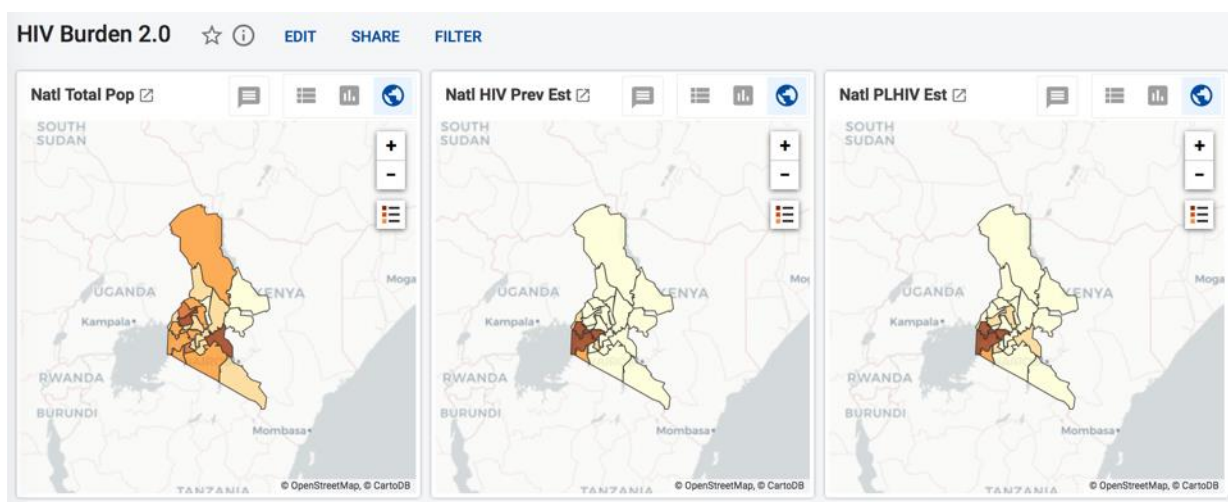 HIV Burden 2.0 EDIT SHARE FILTER
Natl Total Pop
SOUTH
SUDAN
+
-
UGANDA
KENYA
Moga
Kampala
RWANDA
BURUNDI
Mombasa
TANZANIA
© OpenStreetMap, © CartoDB
Natl HIV Prev Est
SOUTH
SUDAN
+
-
UGANDA
KENYA
Mog
Kampala
RWANDA
BURUNDI
Mombasa
TANZANIA
© OpenStreetMap, © CartoDB
Natl PLHIV Est
SOUTH
SUDAN
+
-
UGANDA
KENYA
Moga
Kampala
RWANDA
BURUNDI
Mombasa
TANZANIA
© OpenStreetMap, © CartoDB